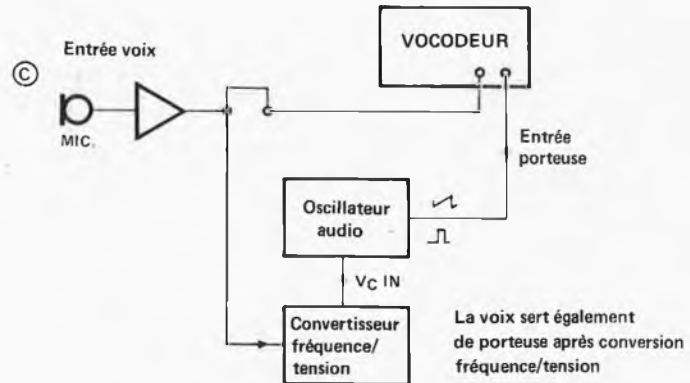 VOCODEUR
Entrée voix
C
MIC.
Entrée
porteuse
Oscillateur
audio
VC IN
Convertisseur
fréquence/
tension
La voix sert également
de porteuse après conversion
fréquence/tension